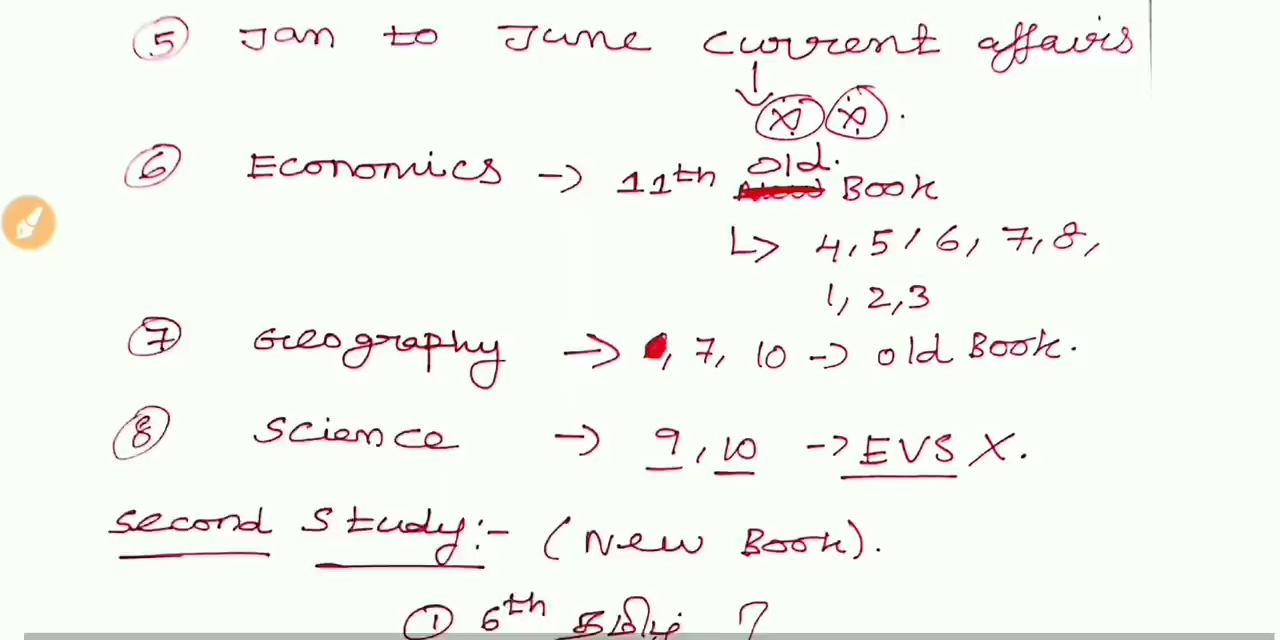 5 Jan to June current affairs
↓
X X .
6 Economics -> 11th old. Book
↳ 4, 5 / 6, 7, 8,
1, 2, 3
7 Geography -> , 7, 10 -> old Book.
8 Science -> 9, 10 -> EVS X.
Second Study:- (New Book).
1 6th தமிழ்